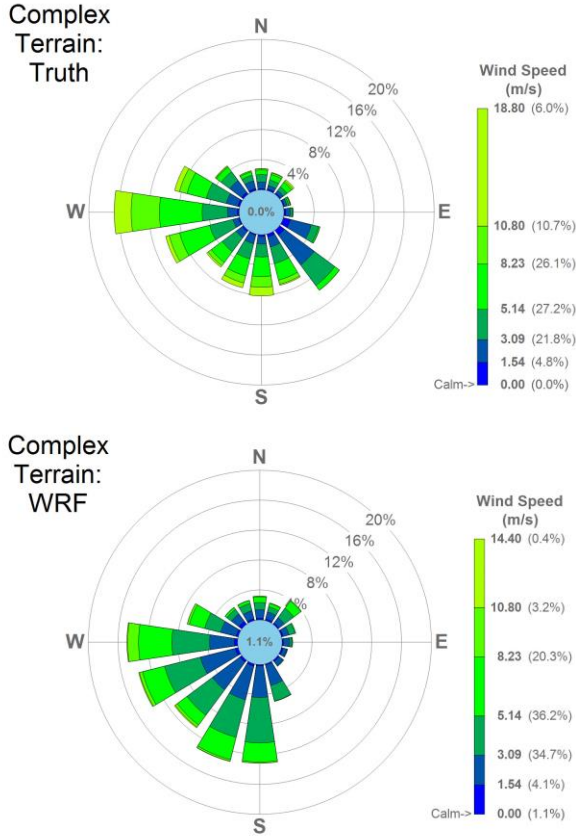 Complex
Terrain:
Truth
N
20%
16%
12%
8%
4%
W
0.0%
E
S
Wind Speed
(m/s)
18.80 (6.0%)
10.80 (10.7%)
8.23 (26.1%)
5.14 (27.2%)
3.09 (21.8%)
1.54 (4.8%)
Calm-> 0.00 (0.0%)
Complex
Terrain:
WRF
N
20%
16%
12%
8%
4%
W
1.1%
E
S
Wind Speed
(m/s)
14.40 (0.4%)
10.80 (3.2%)
8.23 (20.3%)
5.14 (36.2%)
3.09 (34.7%)
1.54 (4.1%)
Calm-> 0.00 (1.1%)